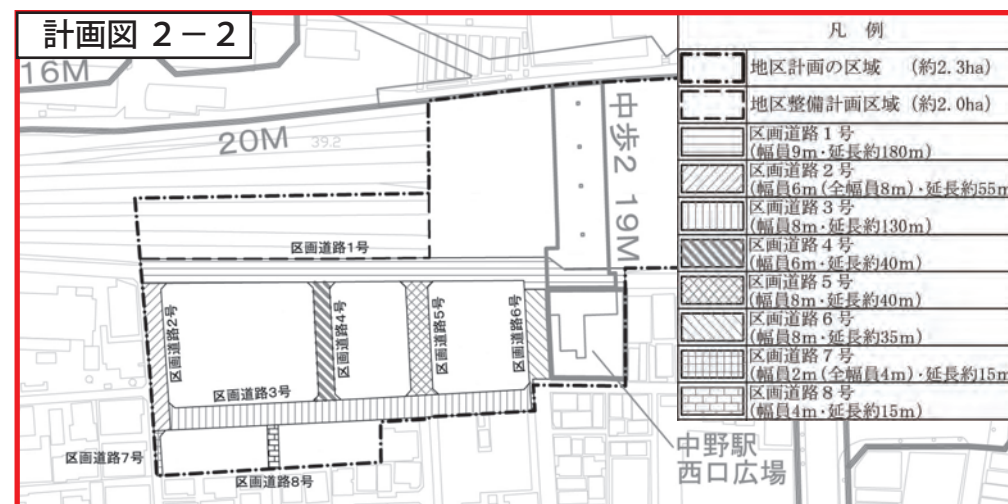 計画図 2－2
16M
20M
39.2
中歩2 19M
区画道路1号
区画道路2号
区画道路4号
区画道路5号
区画道路6号
区画道路3号
区画道路7号
区画道路8号
中野駅
西口広場
凡 例
地区計画の区域 (約2.3ha)
地区整備計画区域 (約2.0ha)
区画道路1号
(幅員9m・延長約180m)
区画道路2号
(幅員6m(全幅員8m)・延長約55m
区画道路3号
(幅員8m・延長約130m)
区画道路4号
(幅員6m・延長約40m)
区画道路5号
(幅員8m・延長約40m)
区画道路6号
(幅員8m・延長約35m)
区画道路7号
(幅員2m(全幅員4m)・延長約15m
区画道路8号
(幅員4m・延長約15m)